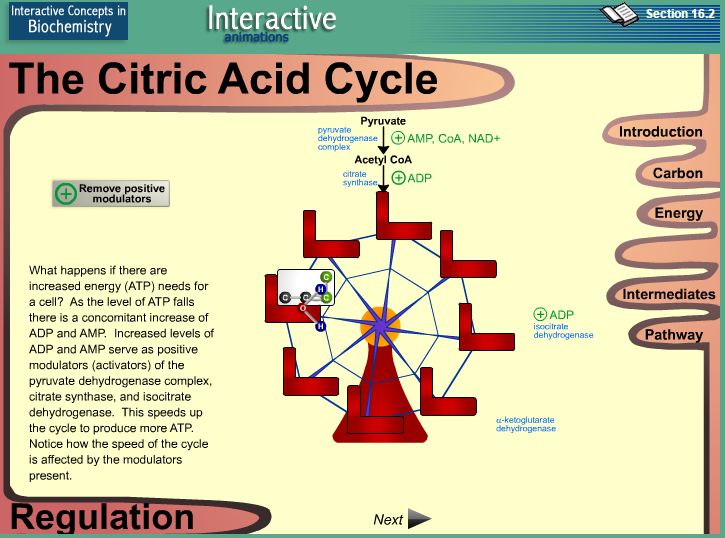 Interactive Concepts in
Biochemistry
Interactive
animations
Section 16.2
The Citric Acid Cycle
Pyruvate
pyruvate
dehydrogenase
complex
+ AMP, CoA, NAD+
Acetyl CoA
citrate
synthase
+ ADP
Introduction
Carbon
Energy
Intermediates
Pathway
+ Remove positive
modulators
What happens if there are
increased energy (ATP) needs for
a cell? As the level of ATP falls
there is a concomitant increase of
ADP and AMP. Increased levels of
ADP and AMP serve as positive
modulators (activators) of the
pyruvate dehydrogenase complex,
citrate synthase, and isocitrate
dehydrogenase. This speeds up
the cycle to produce more ATP.
Notice how the speed of the cycle
is affected by the modulators
present.
C
H
C C C
O
H
+ ADP
isocitrate
dehydrogenase
α-ketoglutarate
dehydrogenase
Regulation
Next